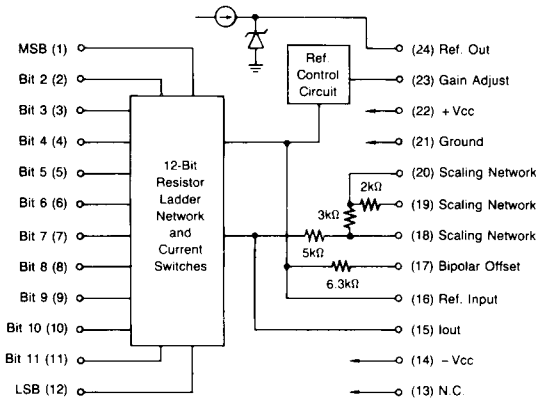 MSB (1)
Bit 2 (2)
Bit 3 (3)
Bit 4 (4)
Bit 5 (5)
Bit 6 (6)
Bit 7 (7)
Bit 8 (8)
Bit 9 (9)
Bit 10 (10)
Bit 11 (11)
LSB (12)
12-Bit
Resistor
Ladder
Network
and
Current
Switches
Ref.
Control
Circuit
2kΩ
3kΩ
5kΩ
6.3kΩ
(24) Ref. Out
(23) Gain Adjust
(22) +Vcc
(21) Ground
(20) Scaling Network
(19) Scaling Network
(18) Scaling Network
(17) Bipolar Offset
(16) Ref. Input
(15) Iout
(14) −Vcc
(13) N.C.